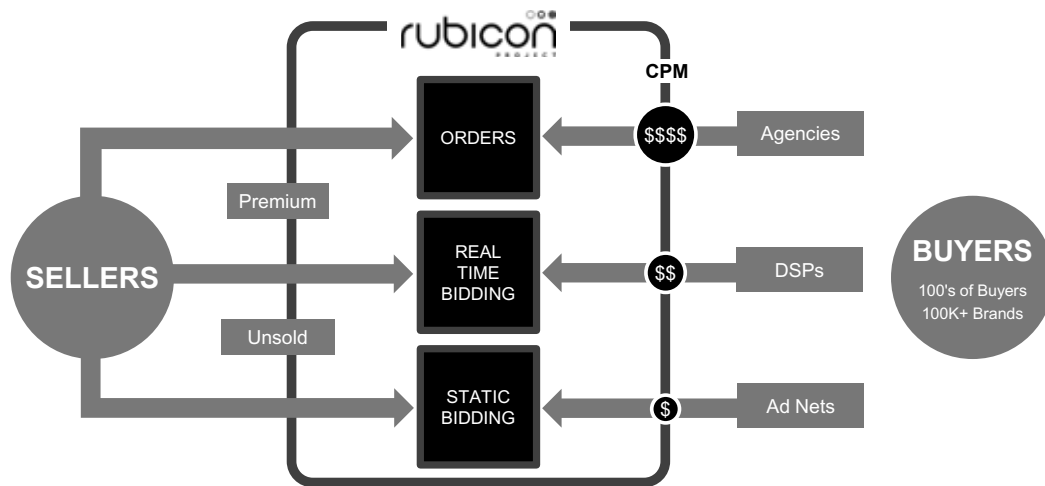 rubicon
PROJECT
CPM
ORDERS
$$$$
Agencies
Premium
SELLERS
REAL
TIME
BIDDING
$$
DSPs
BUYERS
100's of Buyers
100K+ Brands
Unsold
STATIC
BIDDING
$
Ad Nets